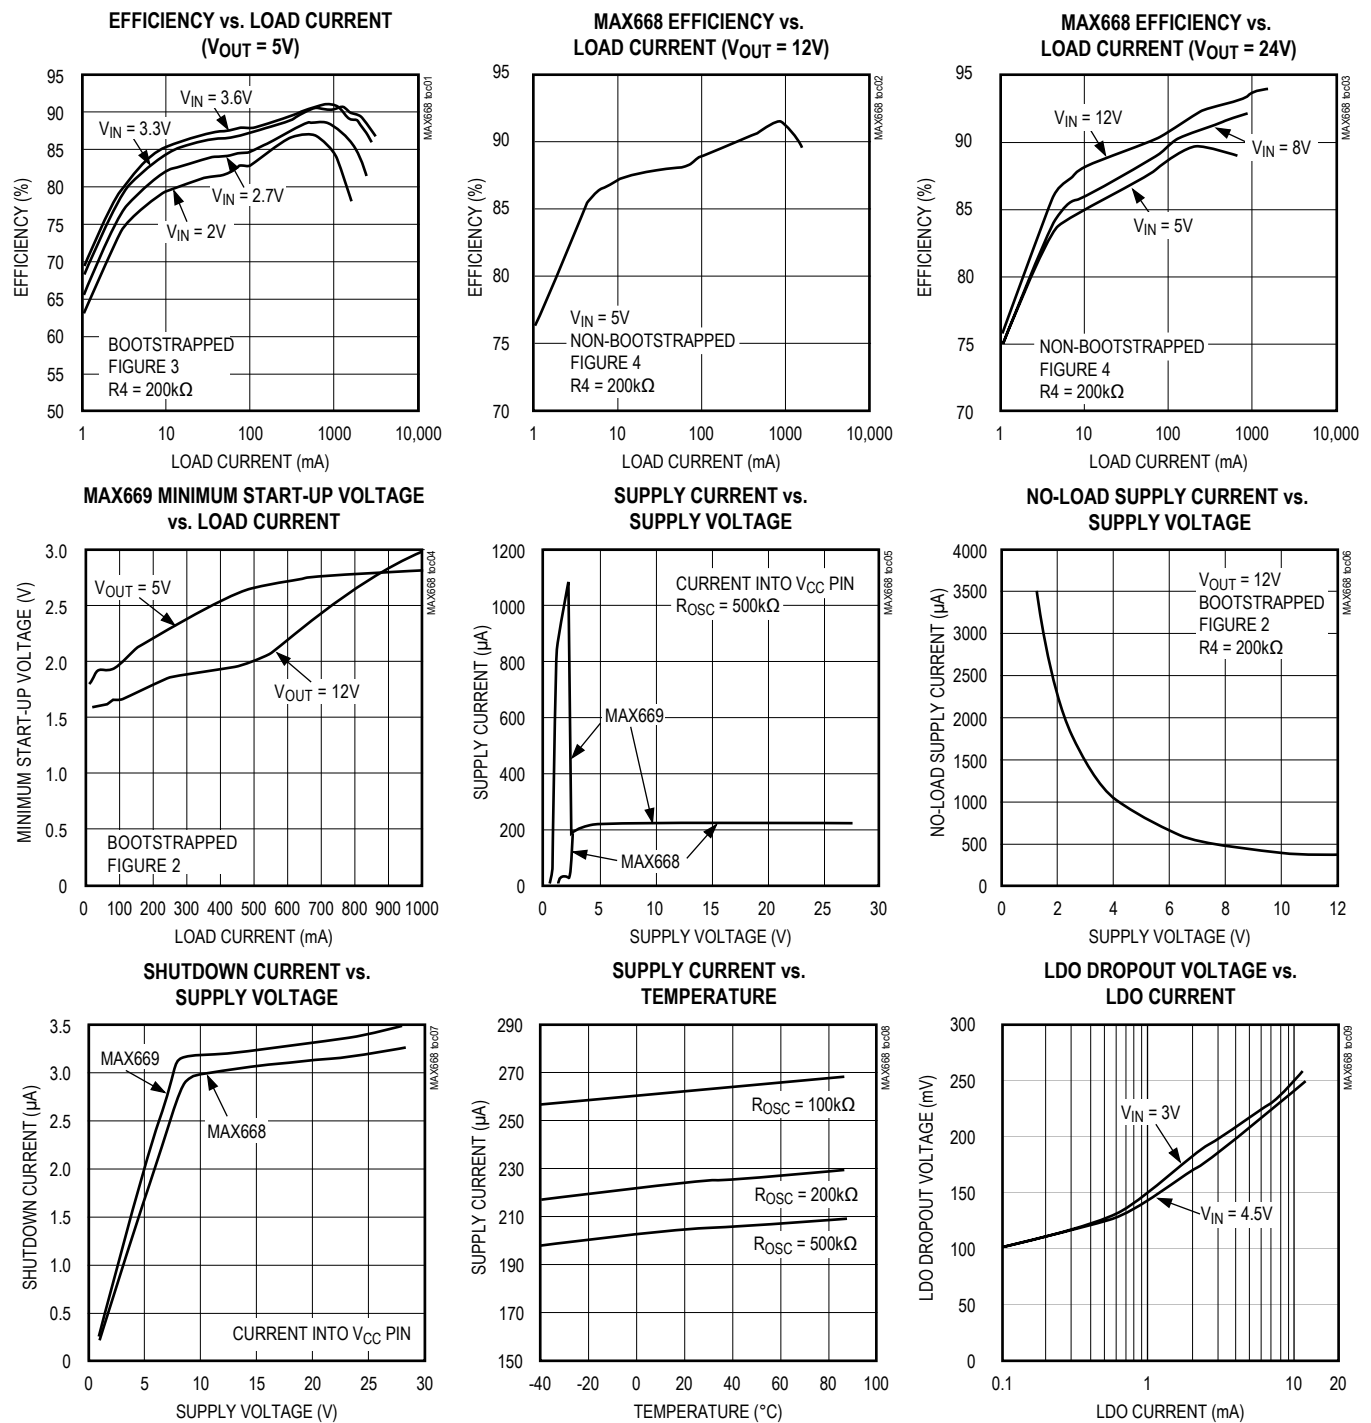 EFFICIENCY vs. LOAD CURRENT
(VOUT = 5V)
95
90
85
80
75
70
65
60
55
50
EFFICIENCY (%)
VIN = 3.6V
VIN = 3.3V
VIN = 2.7V
VIN = 2V
BOOTSTRAPPED
FIGURE 3
R4 = 200kΩ
MAX668 toc01
1 10 100 1000 10,000
LOAD CURRENT (mA)
MAX668 EFFICIENCY vs.
LOAD CURRENT (VOUT = 12V)
95
90
85
80
75
70
EFFICIENCY (%)
VIN = 5V
NON-BOOTSTRAPPED
FIGURE 4
R4 = 200kΩ
MAX668 toc02
1 10 100 1000 10,000
LOAD CURRENT (mA)
MAX668 EFFICIENCY vs.
LOAD CURRENT (VOUT = 24V)
95
90
85
80
75
70
EFFICIENCY (%)
VIN = 12V
VIN = 8V
VIN = 5V
NON-BOOTSTRAPPED
FIGURE 4
R4 = 200kΩ
MAX668 toc03
1 10 100 1000 10,000
LOAD CURRENT (mA)
MAX669 MINIMUM START-UP VOLTAGE
vs. LOAD CURRENT
3.0
2.5
2.0
1.5
1.0
0.5
0
MINIMUM START-UP VOLTAGE (V)
VOUT = 5V
VOUT = 12V
BOOTSTRAPPED
FIGURE 2
MAX668 toc04
0 100 200 300 400 500 600 700 800 900 1000
LOAD CURRENT (mA)
SUPPLY CURRENT vs.
SUPPLY VOLTAGE
1200
1000
800
600
400
200
0
SUPPLY CURRENT (µA)
CURRENT INTO VCC PIN
ROSC = 500kΩ
MAX669
MAX668
MAX668 toc05
0 5 10 15 20 25 30
SUPPLY VOLTAGE (V)
NO-LOAD SUPPLY CURRENT vs.
SUPPLY VOLTAGE
4000
3500
3000
2500
2000
1500
1000
500
0
NO-LOAD SUPPLY CURRENT (µA)
VOUT = 12V
BOOTSTRAPPED
FIGURE 2
R4 = 200kΩ
MAX668 toc06
0 2 4 6 8 10 12
SUPPLY VOLTAGE (V)
SHUTDOWN CURRENT vs.
SUPPLY VOLTAGE
3.5
3.0
2.5
2.0
1.5
1.0
0.5
0
SHUTDOWN CURRENT (µA)
MAX669
MAX668
CURRENT INTO VCC PIN
MAX668 toc07
0 5 10 15 20 25 30
SUPPLY VOLTAGE (V)
SUPPLY CURRENT vs.
TEMPERATURE
290
270
250
230
210
190
170
150
SUPPLY CURRENT (µA)
ROSC = 100kΩ
ROSC = 200kΩ
ROSC = 500kΩ
MAX668 toc08
-40 -20 0 20 40 60 80 100
TEMPERATURE (°C)
LDO DROPOUT VOLTAGE vs.
LDO CURRENT
300
250
200
150
100
50
0
LDO DROPOUT VOLTAGE (mV)
VIN = 3V
VIN = 4.5V
MAX668 toc09
0.1 1 10 20
LDO CURRENT (mA)